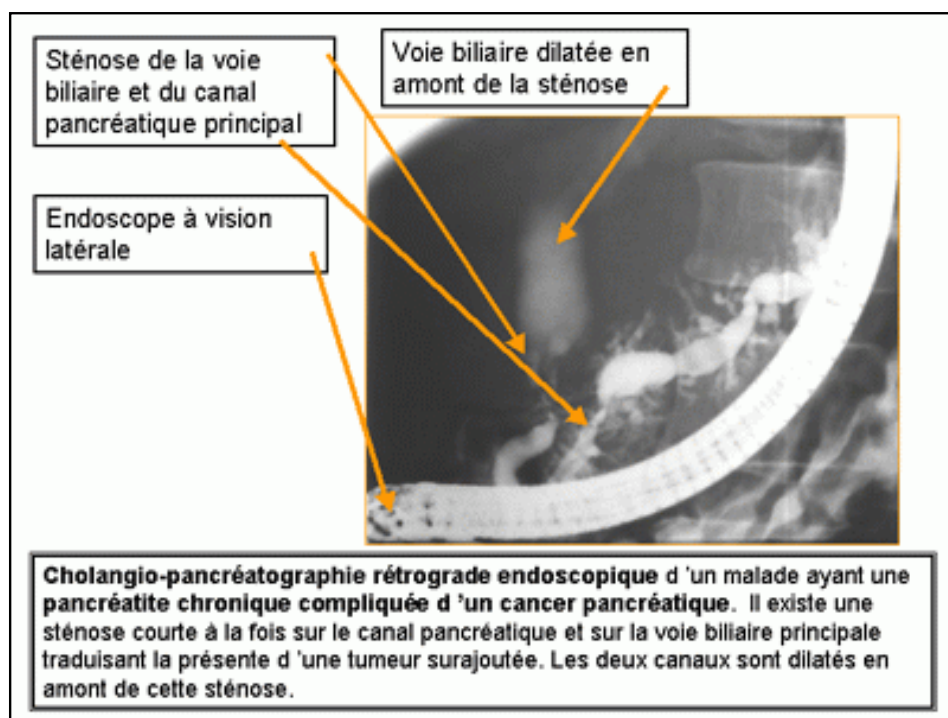 Sténose de la voie
biliaire et du canal
pancréatique principal
Voie biliaire dilatée en
amont de la sténose
Endoscope à vision
latérale
Cholangio-pancréatographie rétrograde endoscopique d 'un malade ayant une
pancréatite chronique compliquée d 'un cancer pancréatique. Il existe une
sténose courte à la fois sur le canal pancréatique et sur la voie biliaire principale
traduisant la présente d 'une tumeur surajoutée. Les deux canaux sont dilatés en
amont de cette sténose.